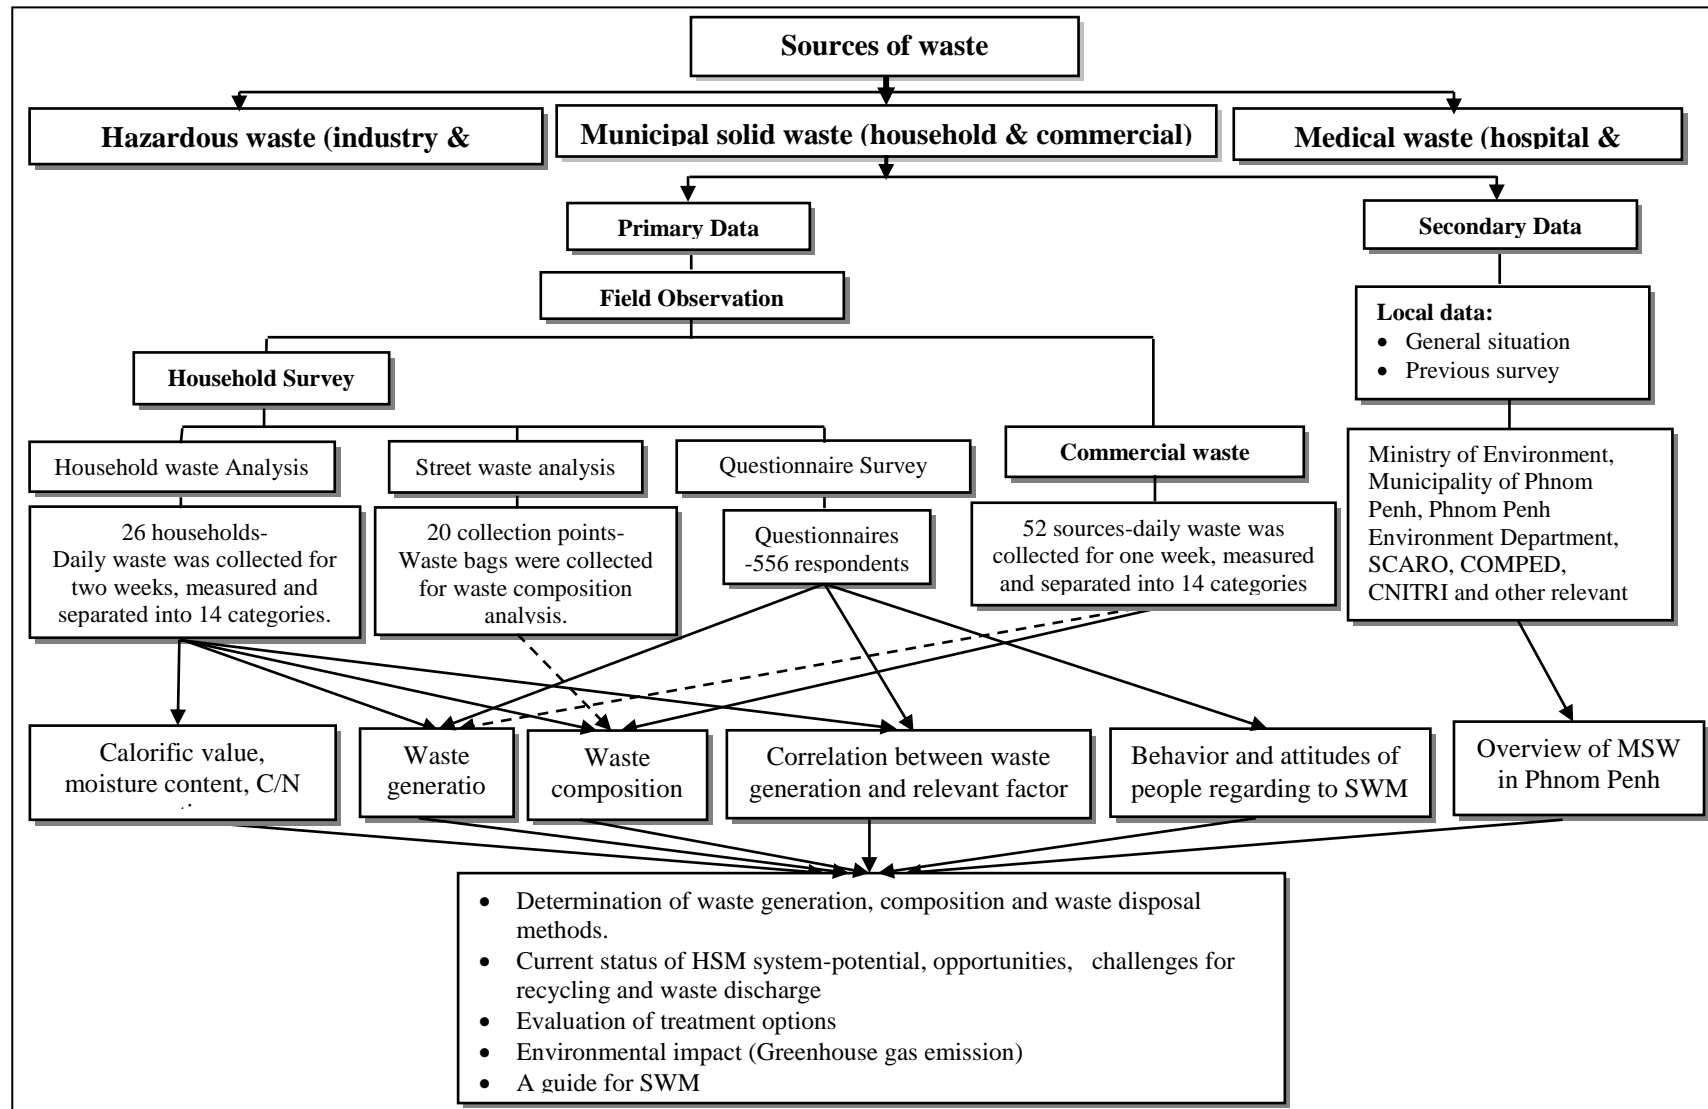 Sources of waste
Hazardous waste (industry &
Municipal solid waste (household & commercial)
Medical waste (hospital &
Primary Data
Secondary Data
Field Observation
Local data:
• General situation
• Previous survey
Household Survey
Household waste Analysis
Street waste analysis
Questionnaire Survey
Commercial waste
Ministry of Environment,
Municipality of Phnom
Penh, Phnom Penh
Environment Department,
SCARO, COMPED,
CNITRI and other relevant
26 households-
Daily waste was collected for
two weeks, measured and
separated into 14 categories.
20 collection points-
Waste bags were collected
for waste composition
analysis.
Questionnaires
-556 respondents
52 sources-daily waste was
collected for one week, measured
and separated into 14 categories
Calorific value,
moisture content, C/N
Waste
generatio
Waste
composition
Correlation between waste
generation and relevant factor
Behavior and attitudes of
people regarding to SWM
Overview of MSW
in Phnom Penh
• Determination of waste generation, composition and waste disposal
methods.
• Current status of HSM system-potential, opportunities, challenges for
recycling and waste discharge
• Evaluation of treatment options
• Environmental impact (Greenhouse gas emission)
• A guide for SWM